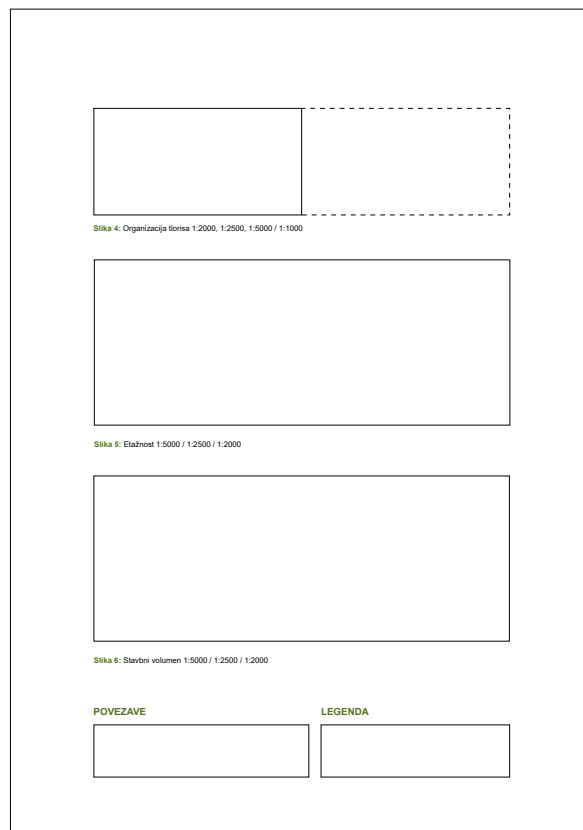 Slika 4: Organizacija tlorisa 1:2000, 1:2500, 1:5000 / 1:1000
Slika 5: Etažnost 1:5000 / 1:2500 / 1:2000
Slika 6: Stavbni volumen 1:5000 / 1:2500 / 1:2000
POVEZAVE
LEGENDA